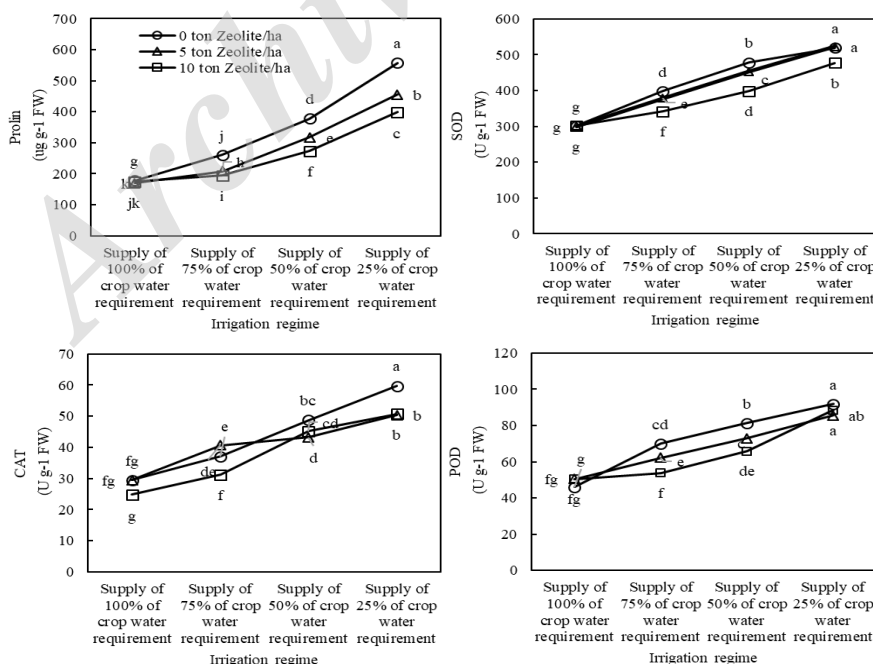 700
600
500
400
300
200
100
0
Prolin
(ug g-1 FW)
0 ton Zeolite/ha
5 ton Zeolite/ha
10 ton Zeolite/ha
g
jk
j
h
i
d
e
f
a
b
c
Supply of 100% of crop water requirement
Supply of 75% of crop water requirement
Supply of 50% of crop water requirement
Supply of 25% of crop water requirement
Irrigation regime
600
500
400
300
200
100
0
SOD
(U g-1 FW)
g
g
g
d
e
f
b
c
d
a
a
b
Supply of 100% of crop water requirement
Supply of 75% of crop water requirement
Supply of 50% of crop water requirement
Supply of 25% of crop water requirement
Irrigation regime
70
60
50
40
30
20
10
0
CAT
(U g-1 FW)
fg
fg
g
e
de
f
bc
cd
d
a
b
b
Supply of 100% of crop water requirement
Supply of 75% of crop water requirement
Supply of 50% of crop water requirement
Supply of 25% of crop water requirement
Irrigation regime
120
100
80
60
40
20
0
POD
(U g-1 FW)
g
fg
fg
cd
e
f
b
c
de
a
ab
a
Supply of 100% of crop water requirement
Supply of 75% of crop water requirement
Supply of 50% of crop water requirement
Supply of 25% of crop water requirement
Irrigation regime